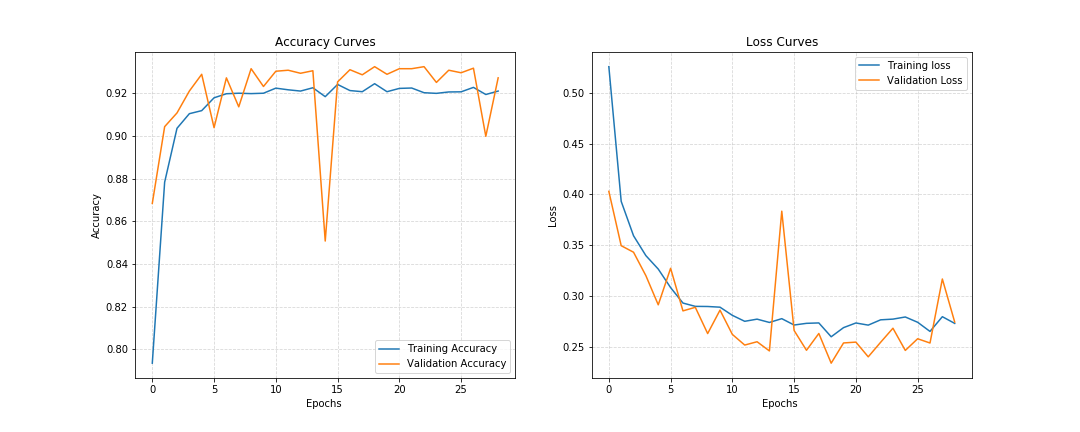 Accuracy Curves
0.92
0.90
0.88
0.86
0.84
0.82
0.80
Accuracy
Training Accuracy
Validation Accuracy
0 5 10 15 20 25
Epochs
Loss Curves
Training loss
Validation Loss
0.50
0.45
0.40
0.35
0.30
0.25
Loss
0 5 10 15 20 25
Epochs